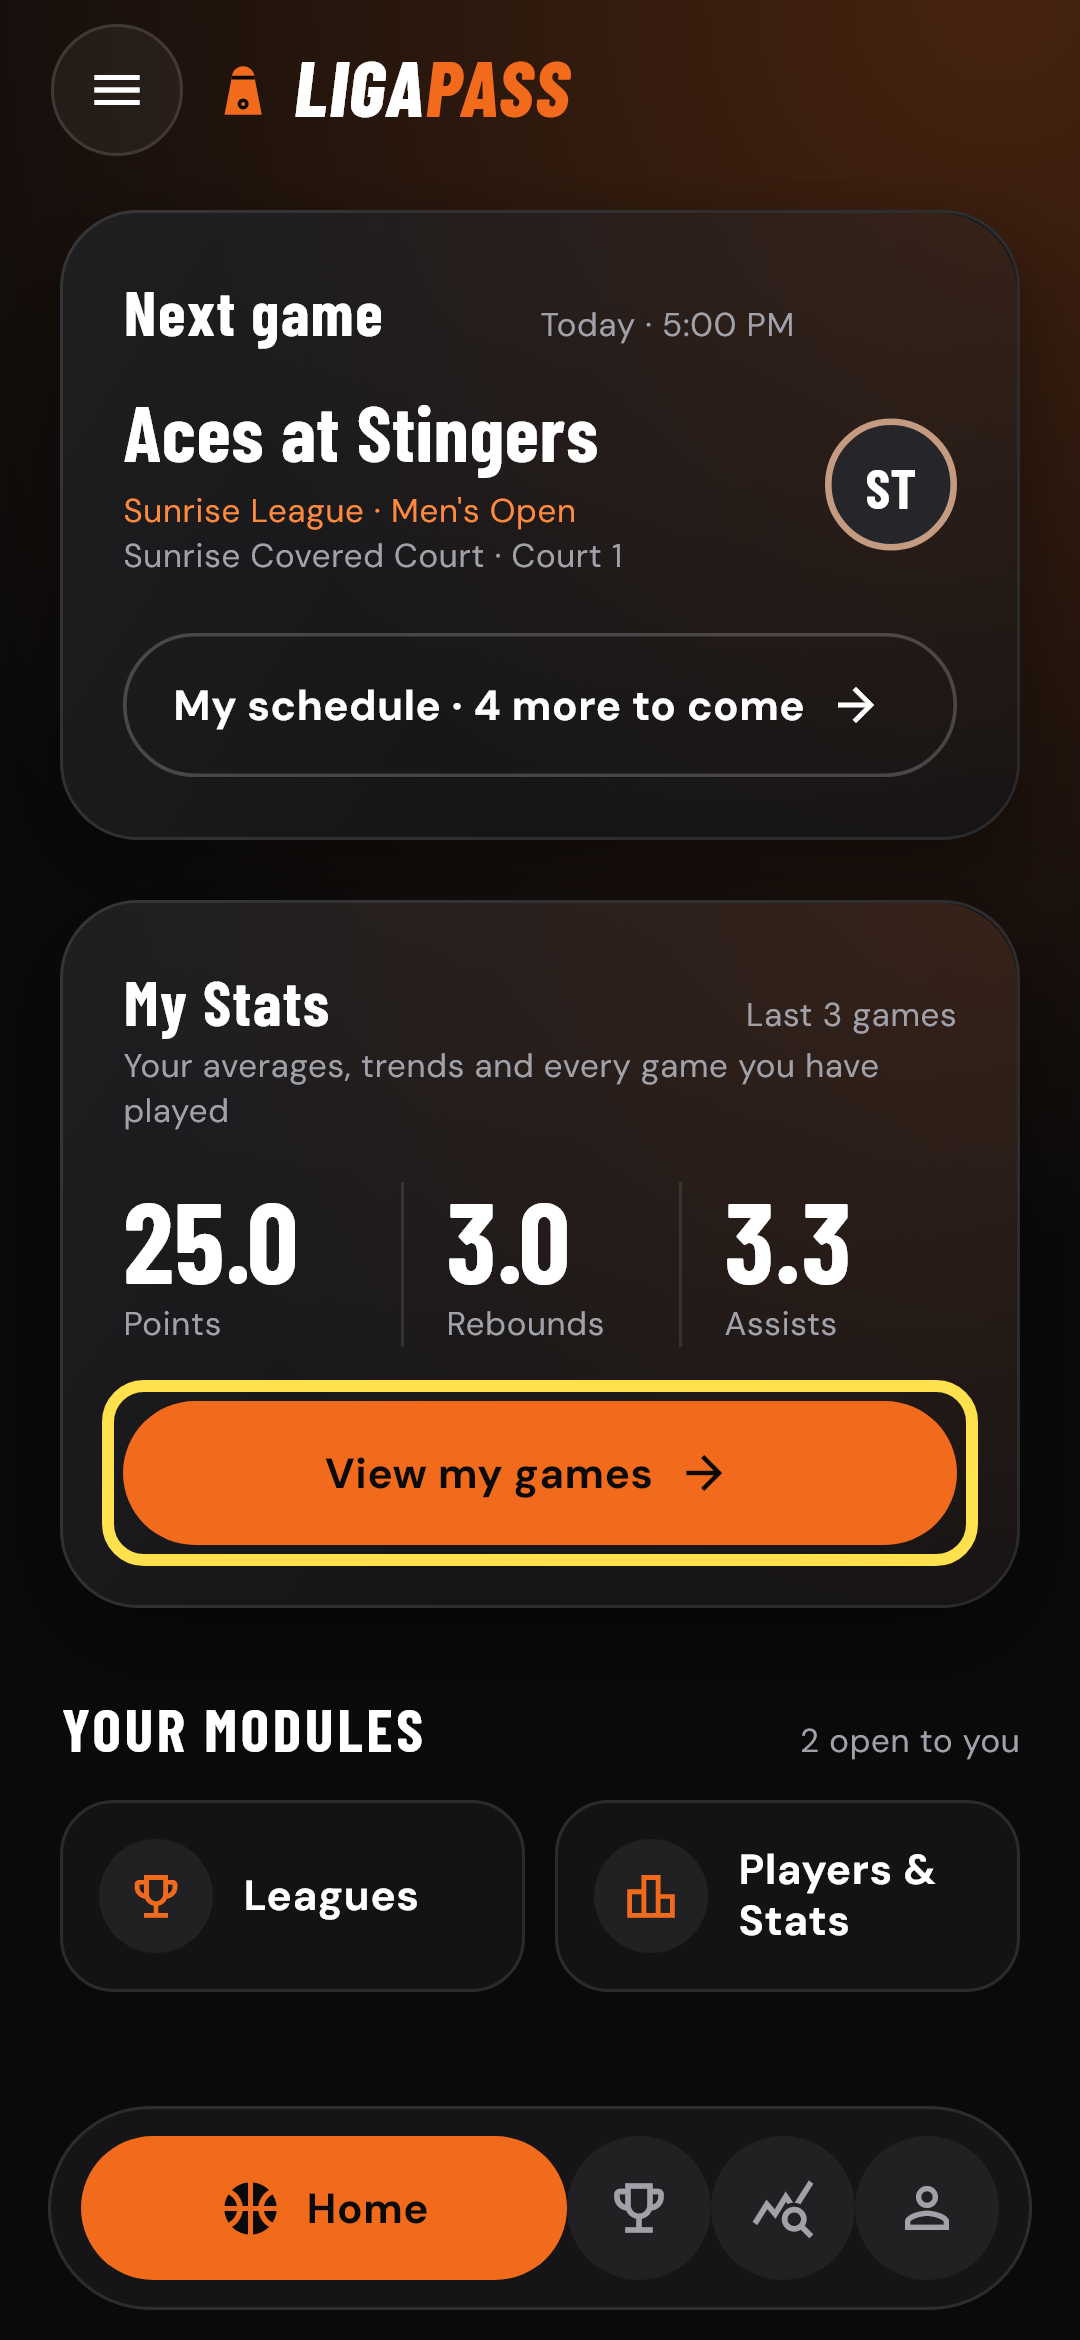 LIGAPASS
Next game
Today · 5:00 PM
Aces at Stingers
Sunrise League · Men's Open
Sunrise Covered Court · Court 1
ST
My schedule · 4 more to come →
My Stats
Last 3 games
Your averages, trends and every game you have
played
25.0
3.0
3.3
Points
Rebounds
Assists
View my games →
YOUR MODULES
2 open to you
Leagues
Players &
Stats
Home